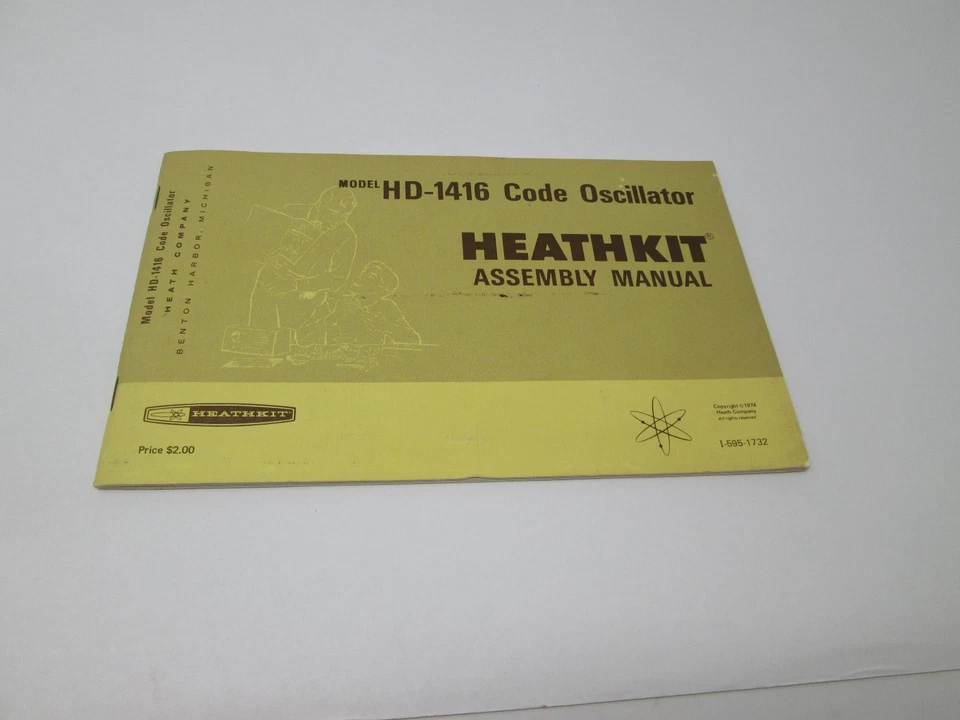 MODEL HD-1416 Code Oscillator
HEATHKIT®
ASSEMBLY MANUAL
Model HD-1416 Code Oscillator
HEATH COMPANY
BENTON HARBOR, MICHIGAN
HEATHKIT®
Price $2.00
Copyright ©1974
Heath Company
All rights reserved
1-595-1732